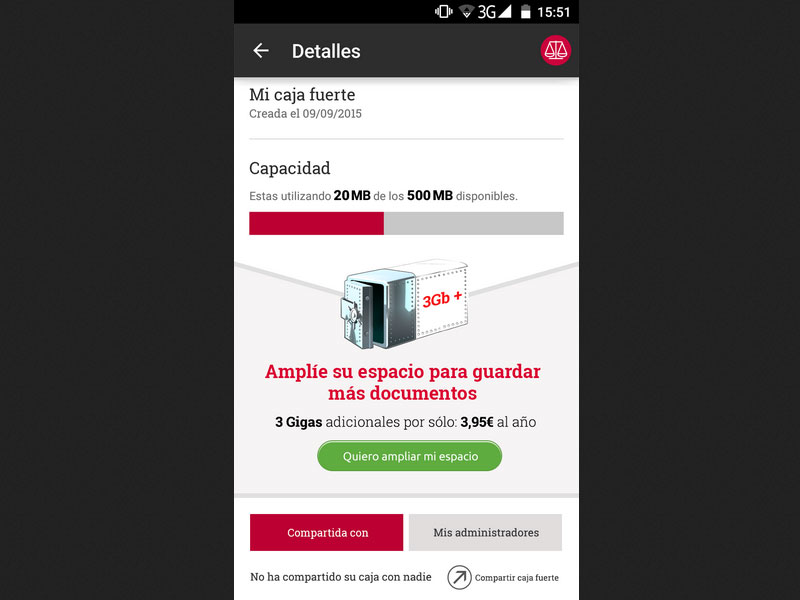 3G 15:51
Detalles
Mi caja fuerte
Creada el 09/09/2015
Capacidad
Estas utilizando 20 MB de los 500 MB disponibles.
3Gb +
Amplíe su espacio para guardar
más documentos
3 Gigas adicionales por sólo: 3,95€ al año
Quiero ampliar mi espacio
Compartida con Mis administradores
No ha compartido su caja con nadie Compartir caja fuerte